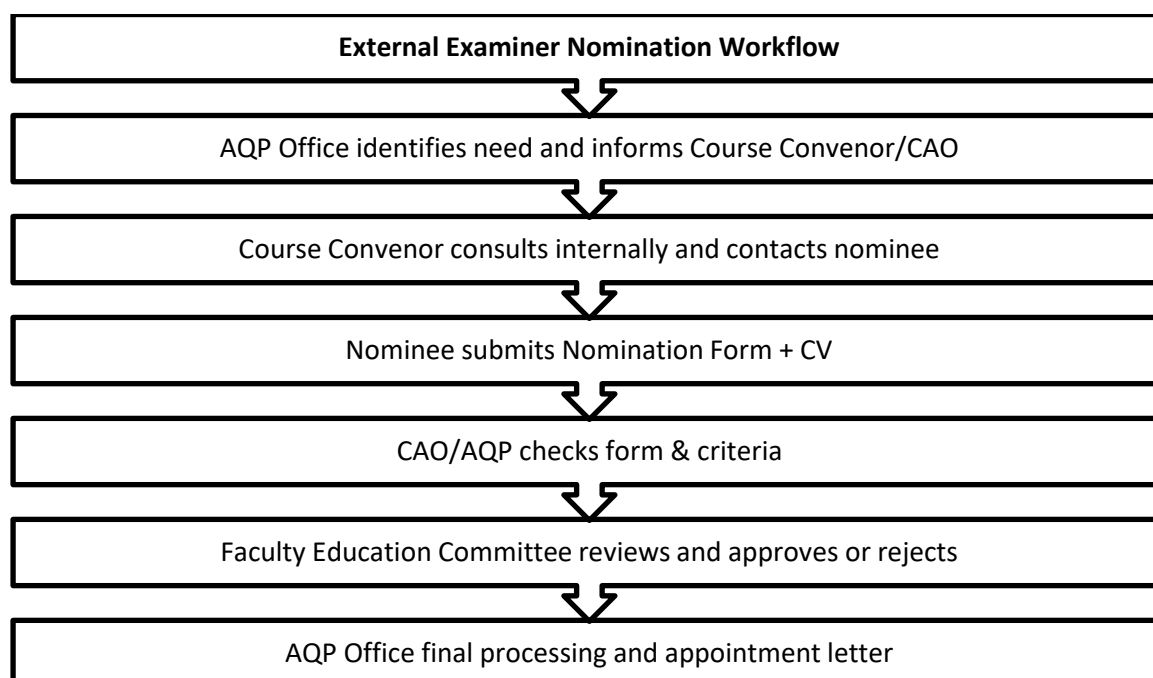 External Examiner Nomination Workflow
AQP Office identifies need and informs Course Convenor/CAO
Course Convenor consults internally and contacts nominee
Nominee submits Nomination Form + CV
CAO/AQP checks form & criteria
Faculty Education Committee reviews and approves or rejects
AQP Office final processing and appointment letter